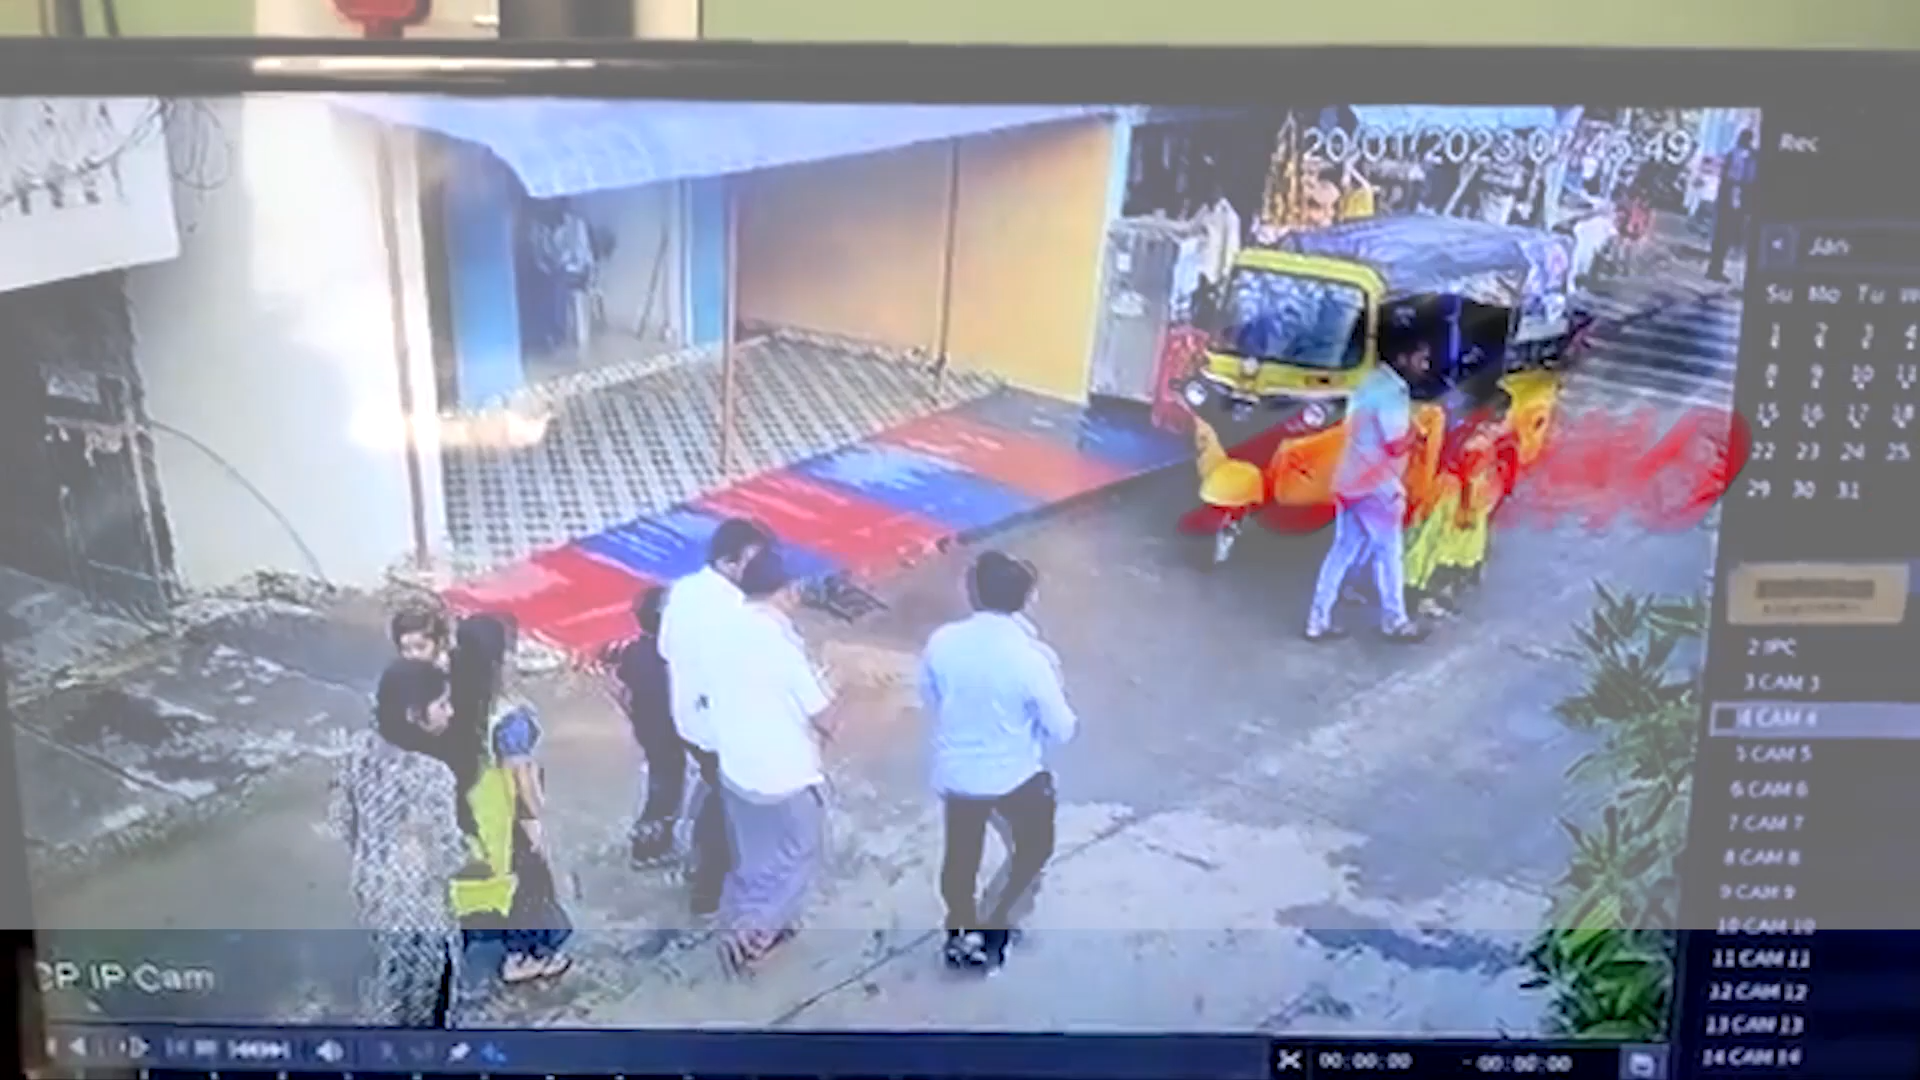 20/01/2023 07:45:49
Rec
Jan
Su Mo Tu
1 2 3 4
8 9 10 11
15 16 17 18
22 23 24 25
29 30 31
2 IPC
3 CAM 3
4 CAM 4
5 CAM 5
6 CAM 6
7 CAM 7
8 CAM 8
9 CAM 9
10 CAM 10
11 CAM 11
12 CAM 12
13 CAM 13
14 CAM 14
CP IP Cam
00:00:00 - 00:00:00